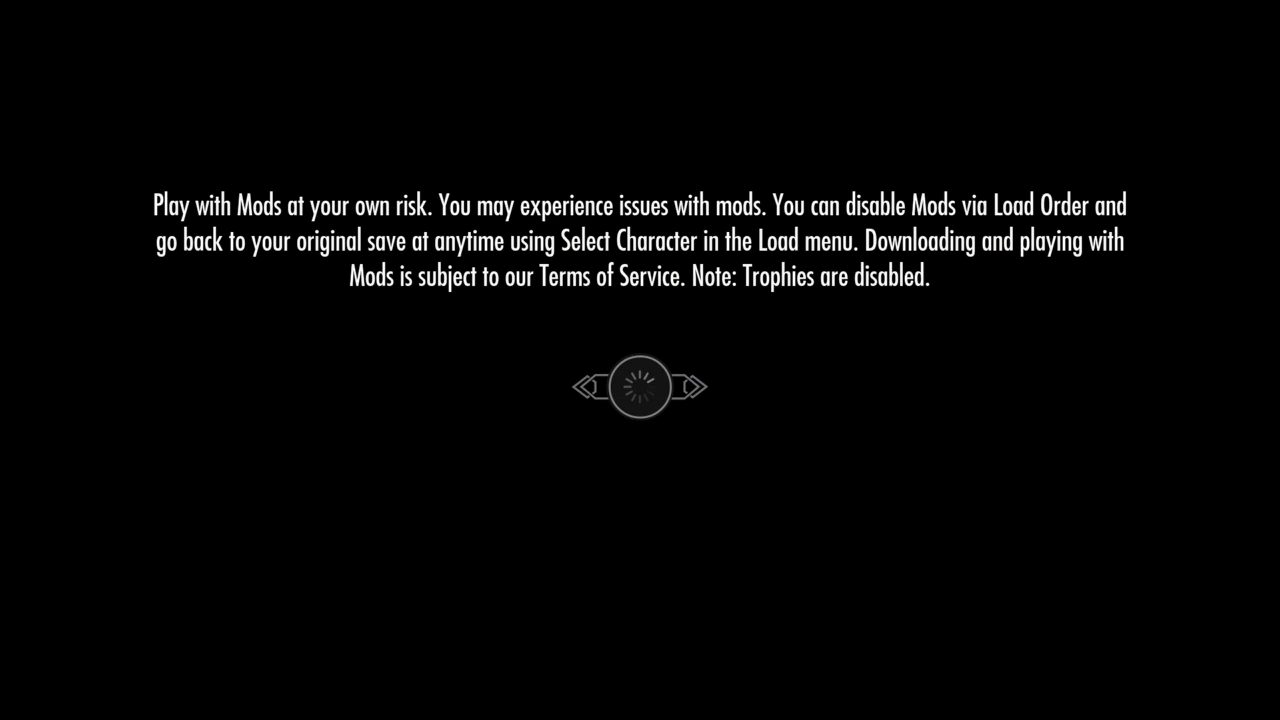 Play with Mods at your own risk. You may experience issues with mods. You can disable Mods via Load Order and
go back to your original save at anytime using Select Character in the Load menu. Downloading and playing with
Mods is subject to our Terms of Service. Note: Trophies are disabled.